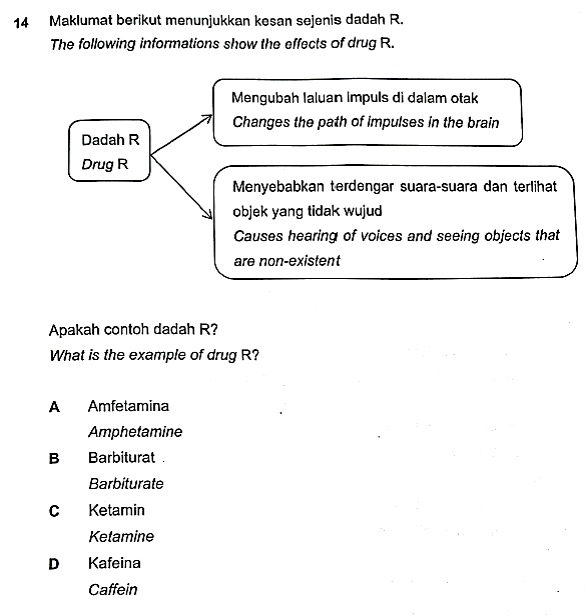 14 Maklumat berikut menunjukkan kesan sejenis dadah R.
The following informations show the effects of drug R.
Mengubah laluan impuls di dalam otak
Changes the path of impulses in the brain
Dadah R
Drug R
Menyebabkan terdengar suara-suara dan terlihat
objek yang tidak wujud
Causes hearing of voices and seeing objects that
are non-existent
Apakah contoh dadah R?
What is the example of drug R?
A Amfetamina
Amphetamine
B Barbiturat
Barbiturate
C Ketamin
Ketamine
D Kafeina
Caffein